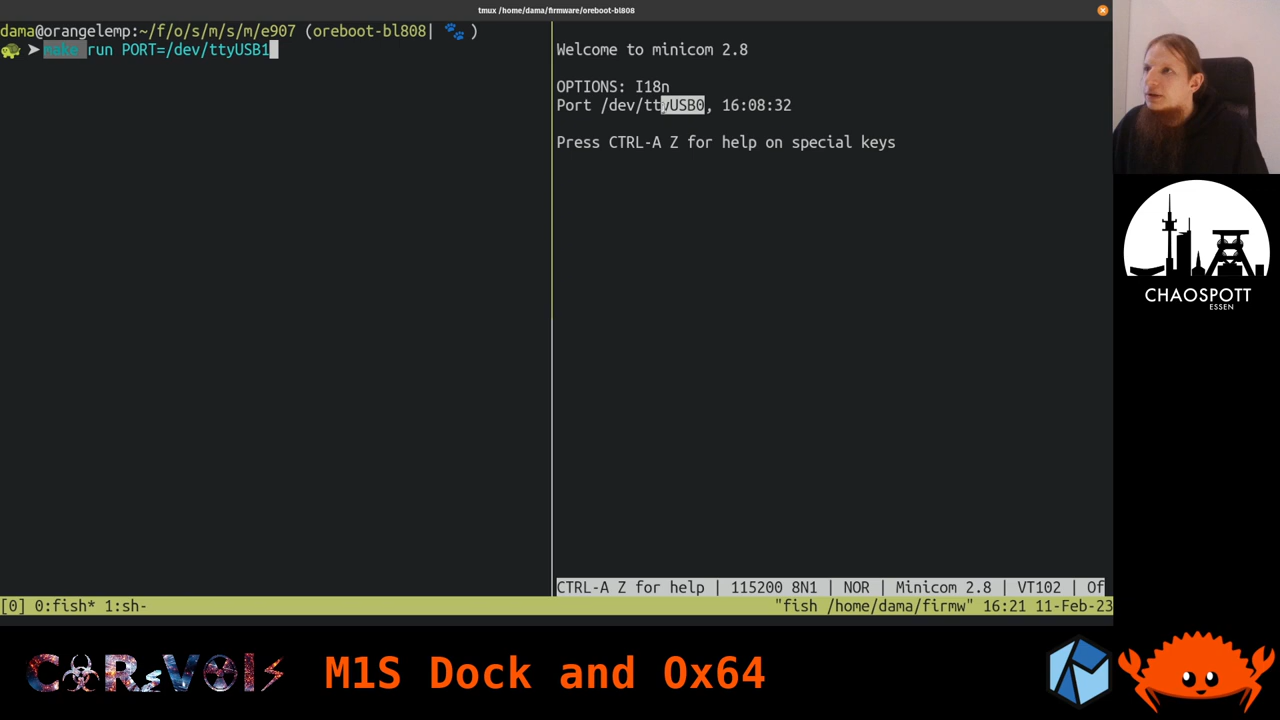 tmux /home/dama/firmware/oreboot-bl808
dama@orangelemp:~/f/o/s/m/s/m/e907 (oreboot-bl808| 🐾 )
🐢 ➤ make run PORT=/dev/ttyUSB1
Welcome to minicom 2.8
OPTIONS: I18n
Port /dev/ttyUSB0, 16:08:32
Press CTRL-A Z for help on special keys
CTRL-A Z for help | 115200 8N1 | NOR | Minicom 2.8 | VT102 | Of
[0] 0:fish* 1:sh-
"fish /home/dama/firmw" 16:21 11-Feb-23
CHAOSPOTT
ESSEN
M1S Dock and Ox64